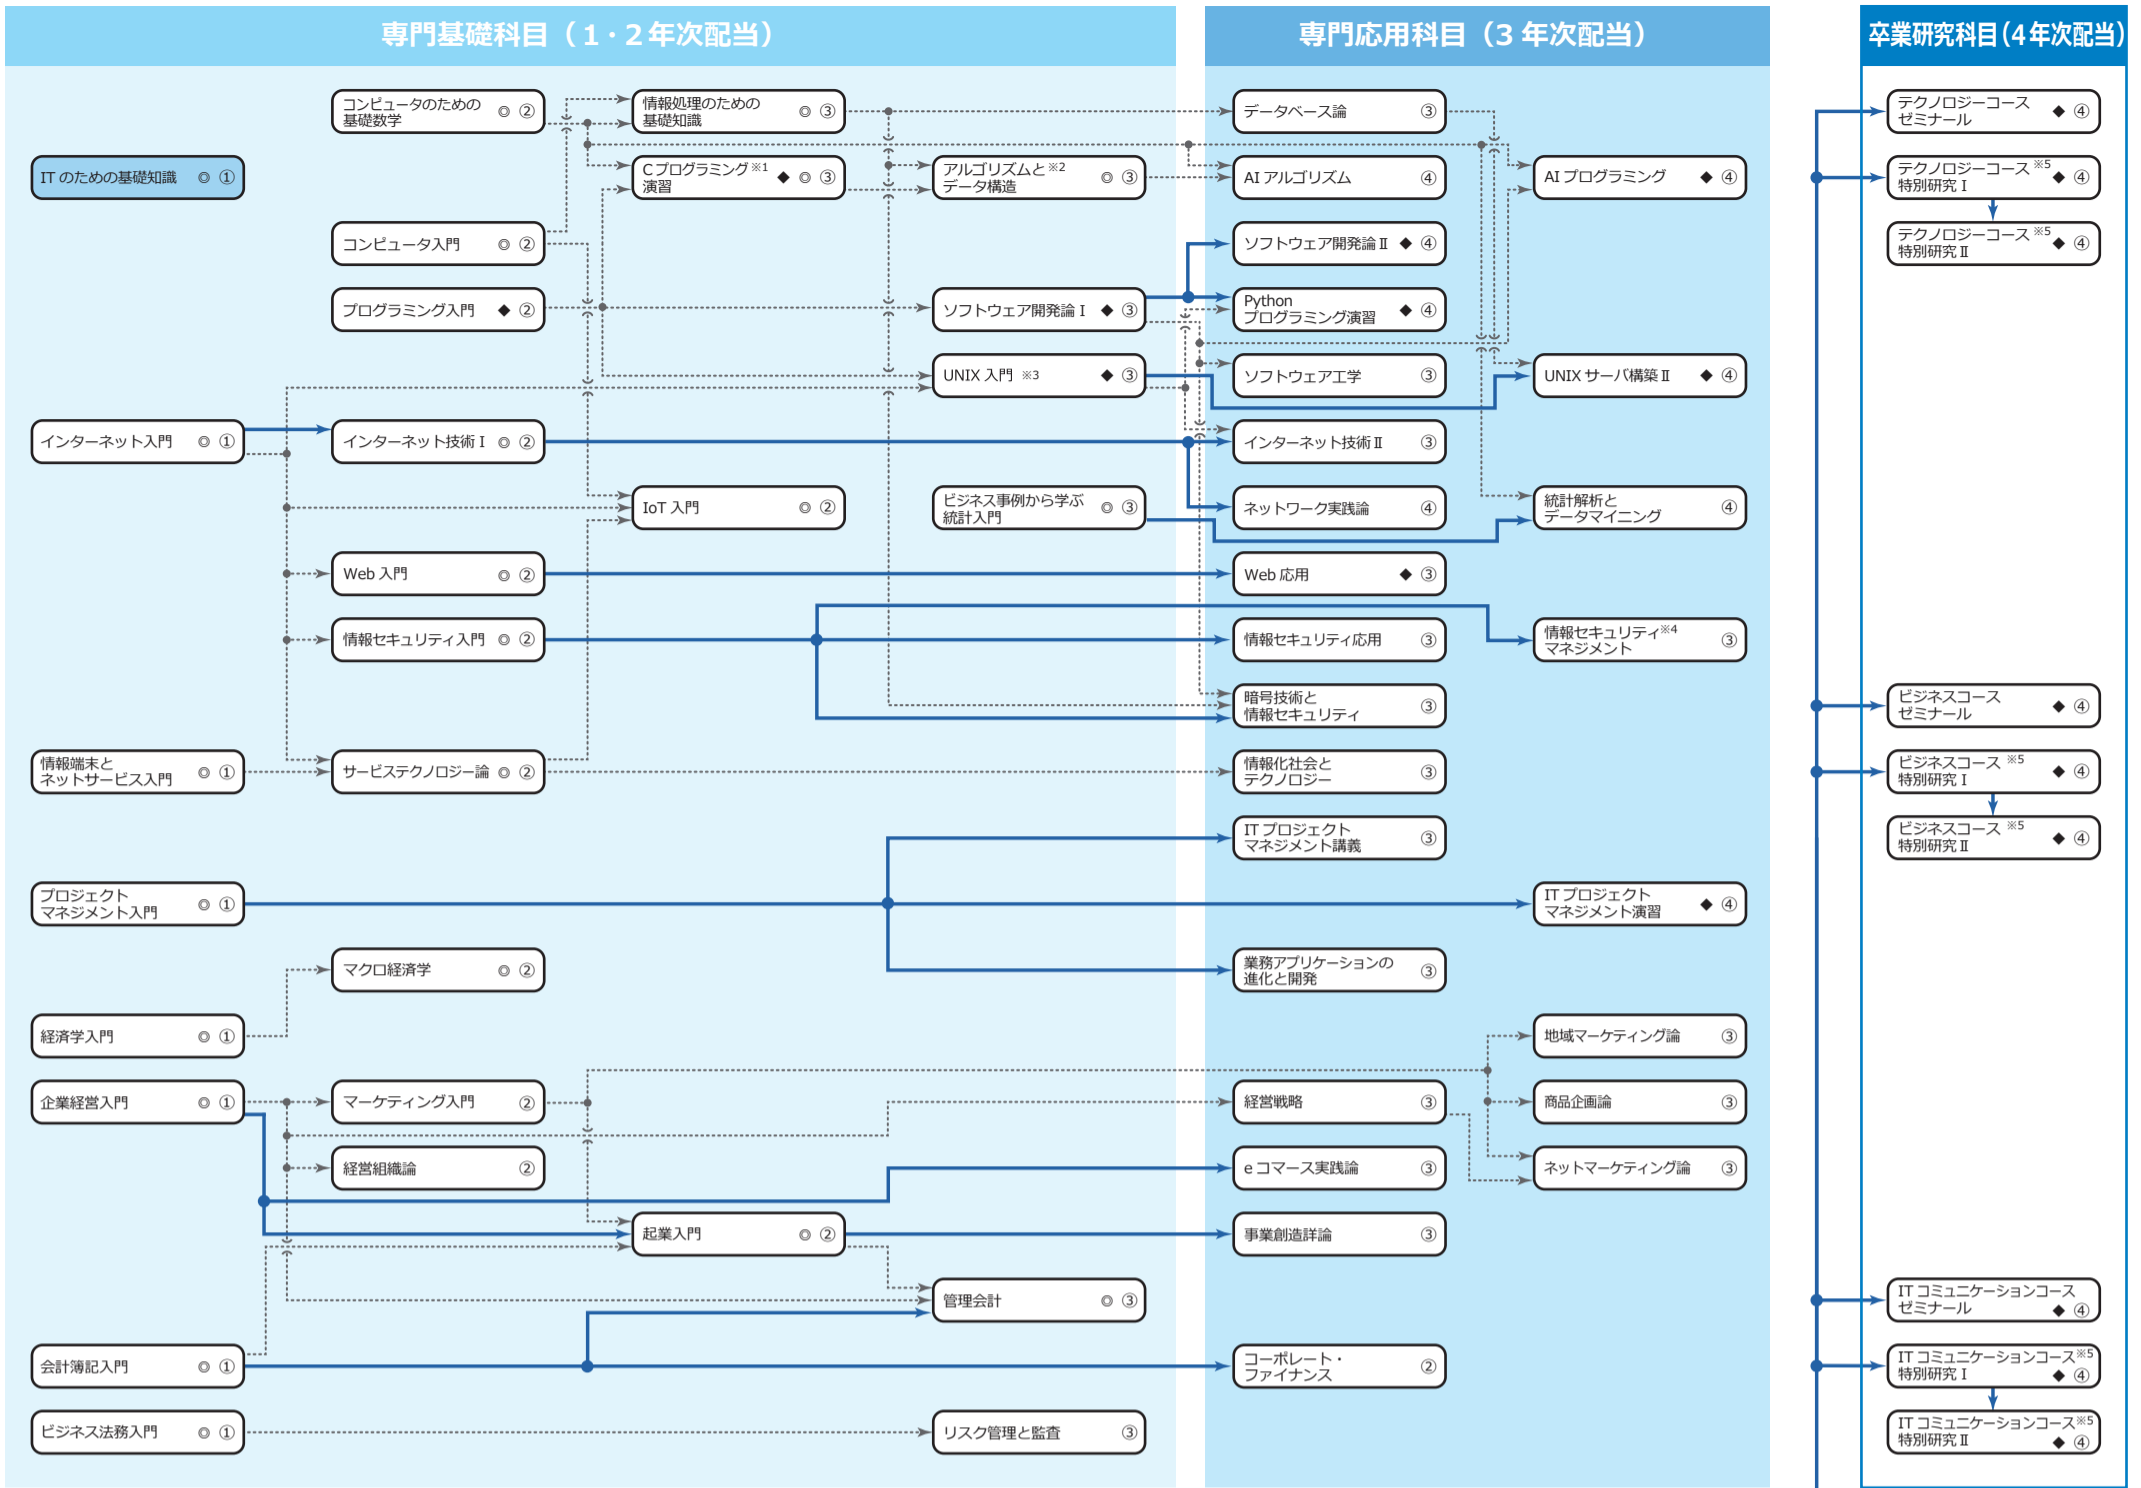 専門基礎科目（1・2年次配当）
専門応用科目（3年次配当）
卒業研究科目（4年次配当）
コンピュータのための
基礎数学 ◎ ②
情報処理のための
基礎知識 ◎ ③
データベース論 ③
テクノロジーコース
ゼミナール ◆ ④
ITのための基礎知識 ◎ ①
Cプログラミング※1
演習 ◆ ◎ ③
アルゴリズムと※2
データ構造 ◎ ③
AIアルゴリズム ④
AIプログラミング ◆ ④
テクノロジーコース※5
特別研究Ⅰ ◆ ④
コンピュータ入門 ◎ ②
ソフトウェア開発論Ⅱ ◆ ④
テクノロジーコース※5
特別研究Ⅱ ◆ ④
プログラミング入門 ◆ ②
ソフトウェア開発論Ⅰ ◆ ③
Python
プログラミング演習 ◆ ④
UNIX入門 ※3 ◆ ③
ソフトウェア工学 ③
UNIXサーバ構築Ⅱ ◆ ④
インターネット入門 ◎ ①
インターネット技術Ⅰ ◎ ②
インターネット技術Ⅱ ③
IoT入門 ◎ ②
ビジネス事例から学ぶ
統計入門 ◎ ③
ネットワーク実践論 ④
統計解析と
データマイニング ④
Web入門 ◎ ②
Web応用 ◆ ③
情報セキュリティ入門 ◎ ②
情報セキュリティ応用 ③
情報セキュリティ※4
マネジメント ③
暗号技術と
情報セキュリティ ③
ビジネスコース
ゼミナール ◆ ④
情報端末と
ネットサービス入門 ◎ ①
サービステクノロジー論 ◎ ②
情報化社会と
テクノロジー ③
ビジネスコース ※5
特別研究Ⅰ ◆ ④
ITプロジェクト
マネジメント講義 ③
ビジネスコース ※5
特別研究Ⅱ ◆ ④
プロジェクト
マネジメント入門 ◎ ①
ITプロジェクト
マネジメント演習 ◆ ④
マクロ経済学 ◎ ②
業務アプリケーションの
進化と開発 ③
経済学入門 ◎ ①
地域マーケティング論 ③
企業経営入門 ◎ ①
マーケティング入門 ②
経営戦略 ③
商品企画論 ③
経営組織論 ②
eコマース実践論 ③
ネットマーケティング論 ③
起業入門 ◎ ②
事業創造詳論 ③
管理会計 ◎ ③
ITコミュニケーションコース
ゼミナール ◆ ④
会計簿記入門 ◎ ①
コーポレート・
ファイナンス ②
ITコミュニケーションコース※5
特別研究Ⅰ ◆ ④
ビジネス法務入門 ◎ ①
リスク管理と監査 ③
ITコミュニケーションコース※5
特別研究Ⅱ ◆ ④